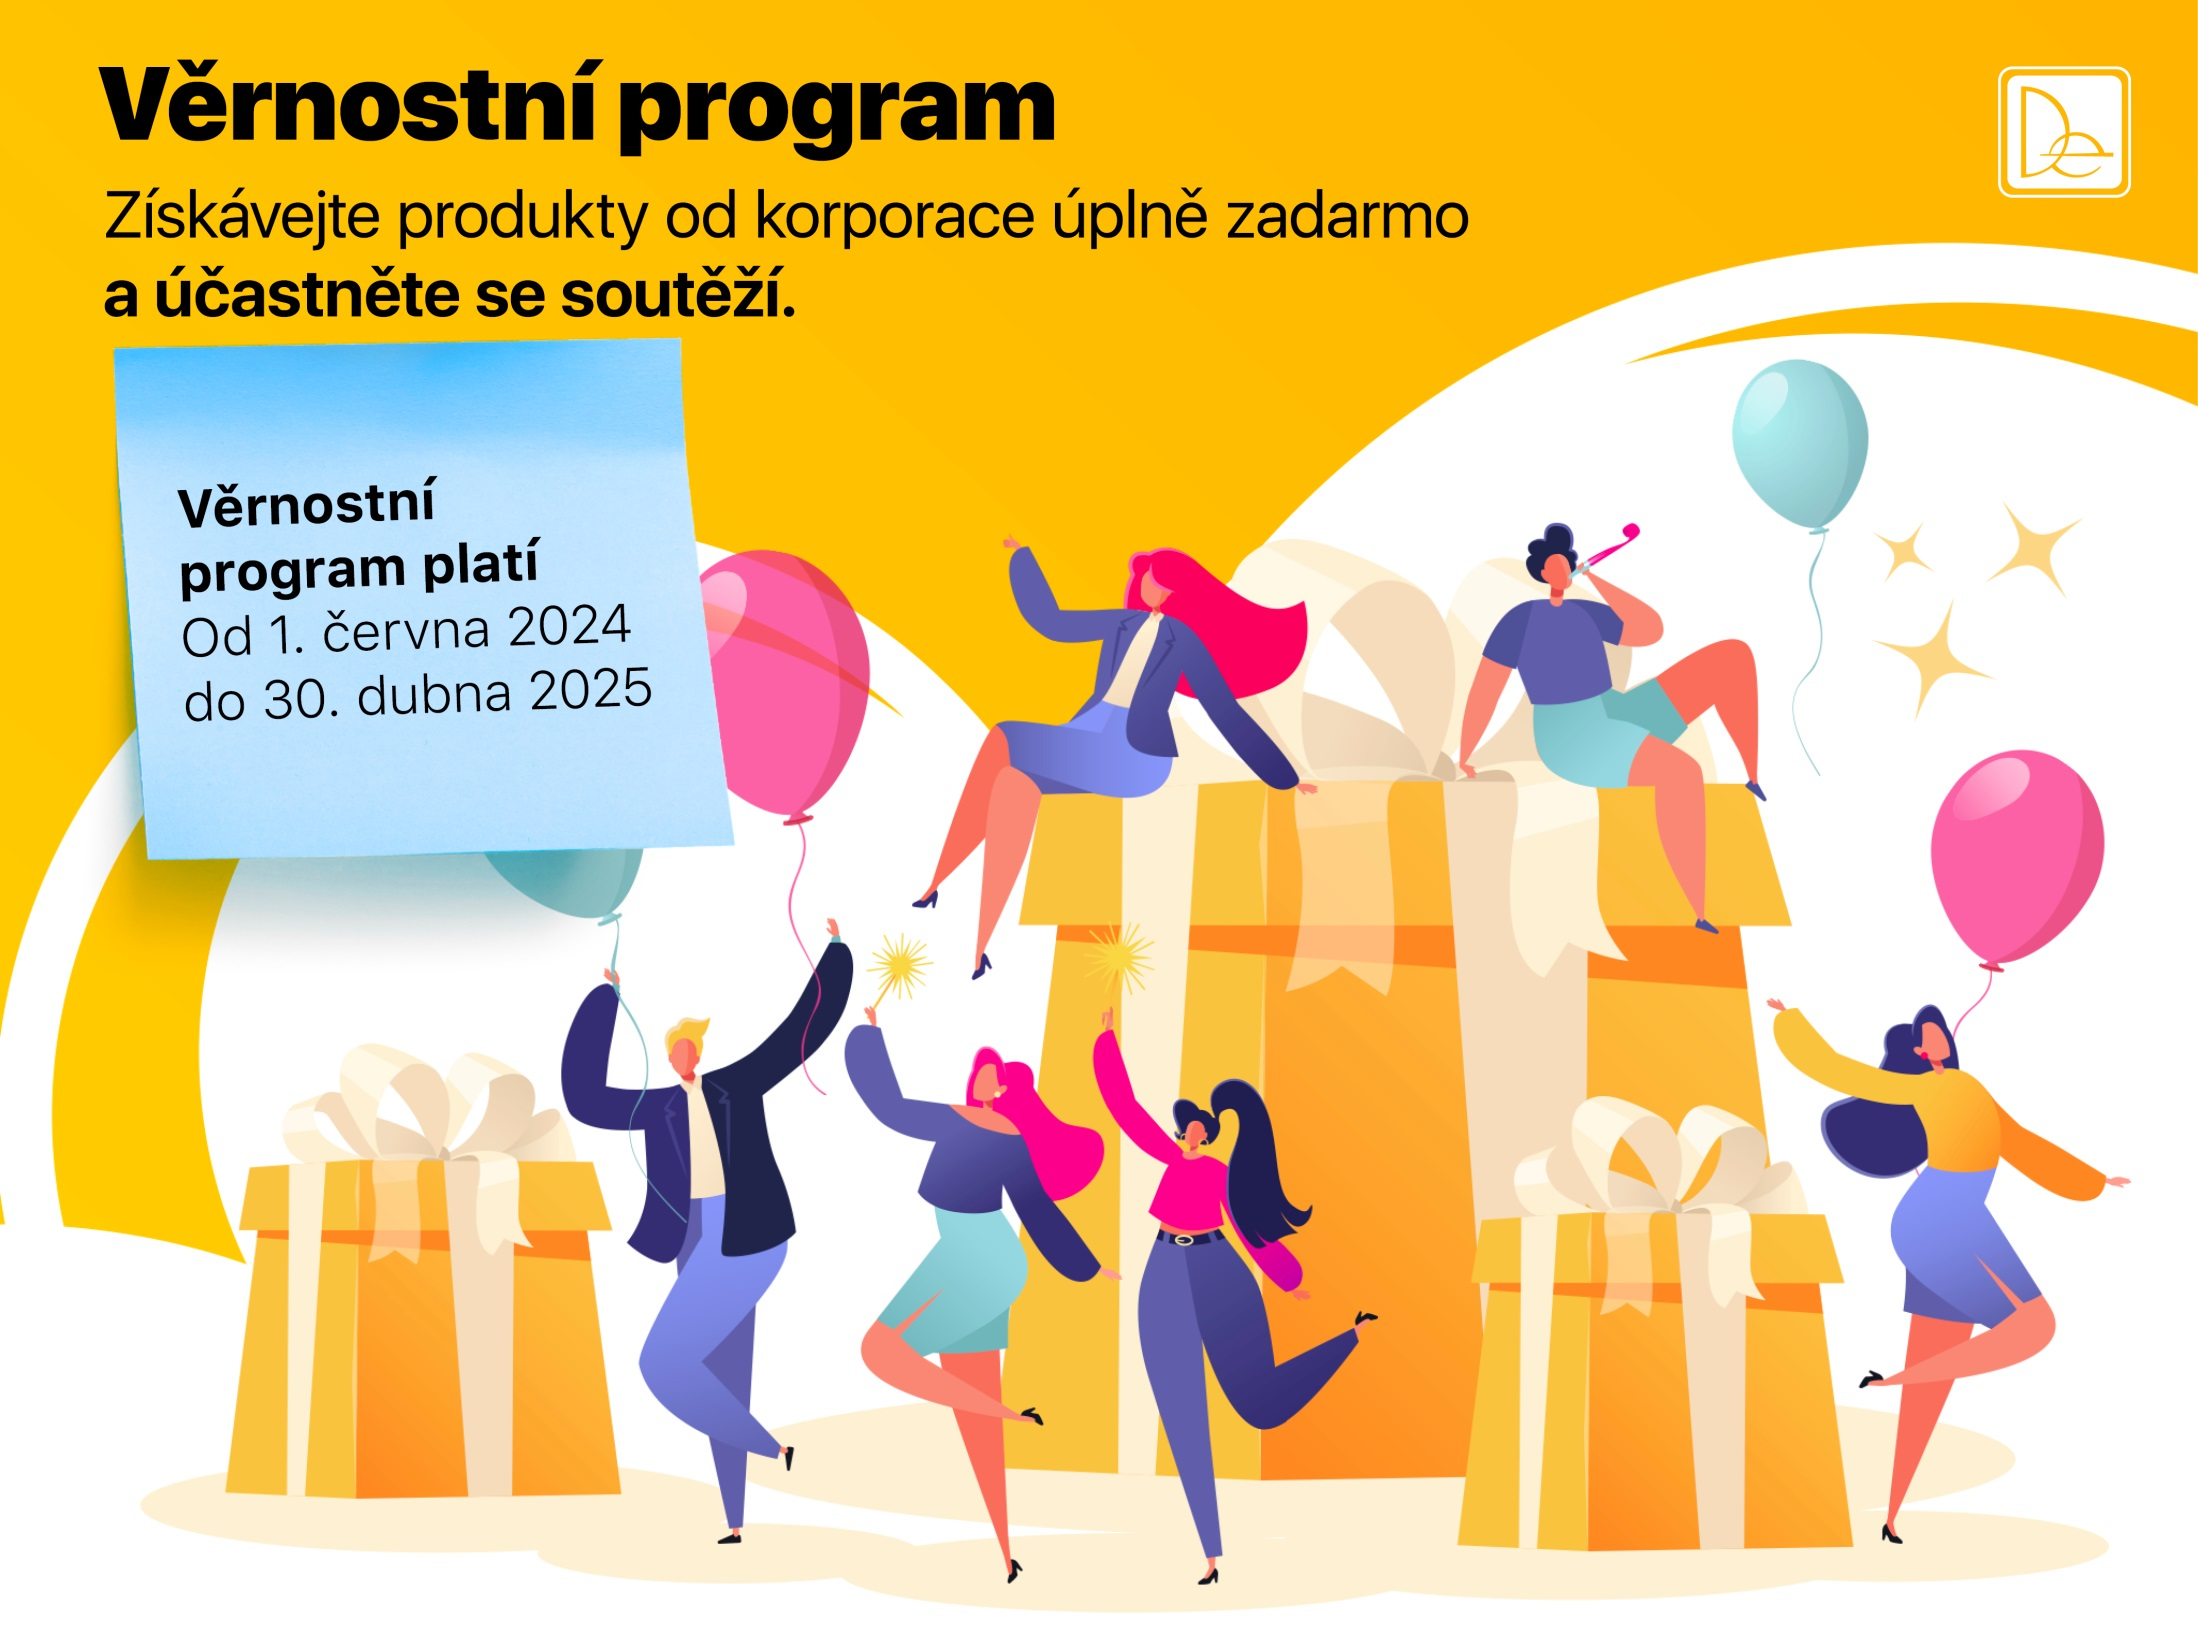 Věrnostní program
Získávejte produkty od korporace úplně zadarmo
a účastněte se soutěží.
Věrnostní
program platí
Od 1. června 2024
do 30. dubna 2025